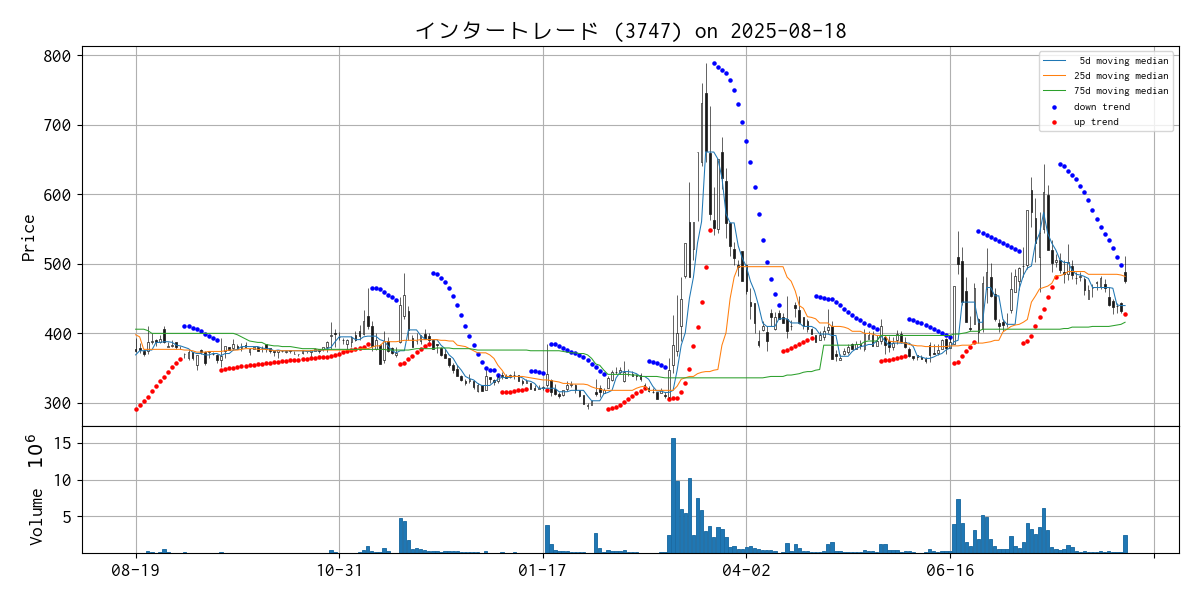 インタートレード (3747) on 2025-08-18
800
700
600
500
400
300
Price
5d moving median
25d moving median
75d moving median
down trend
up trend
15
10
5
Volume 10^6
08-19
10-31
01-17
04-02
06-16